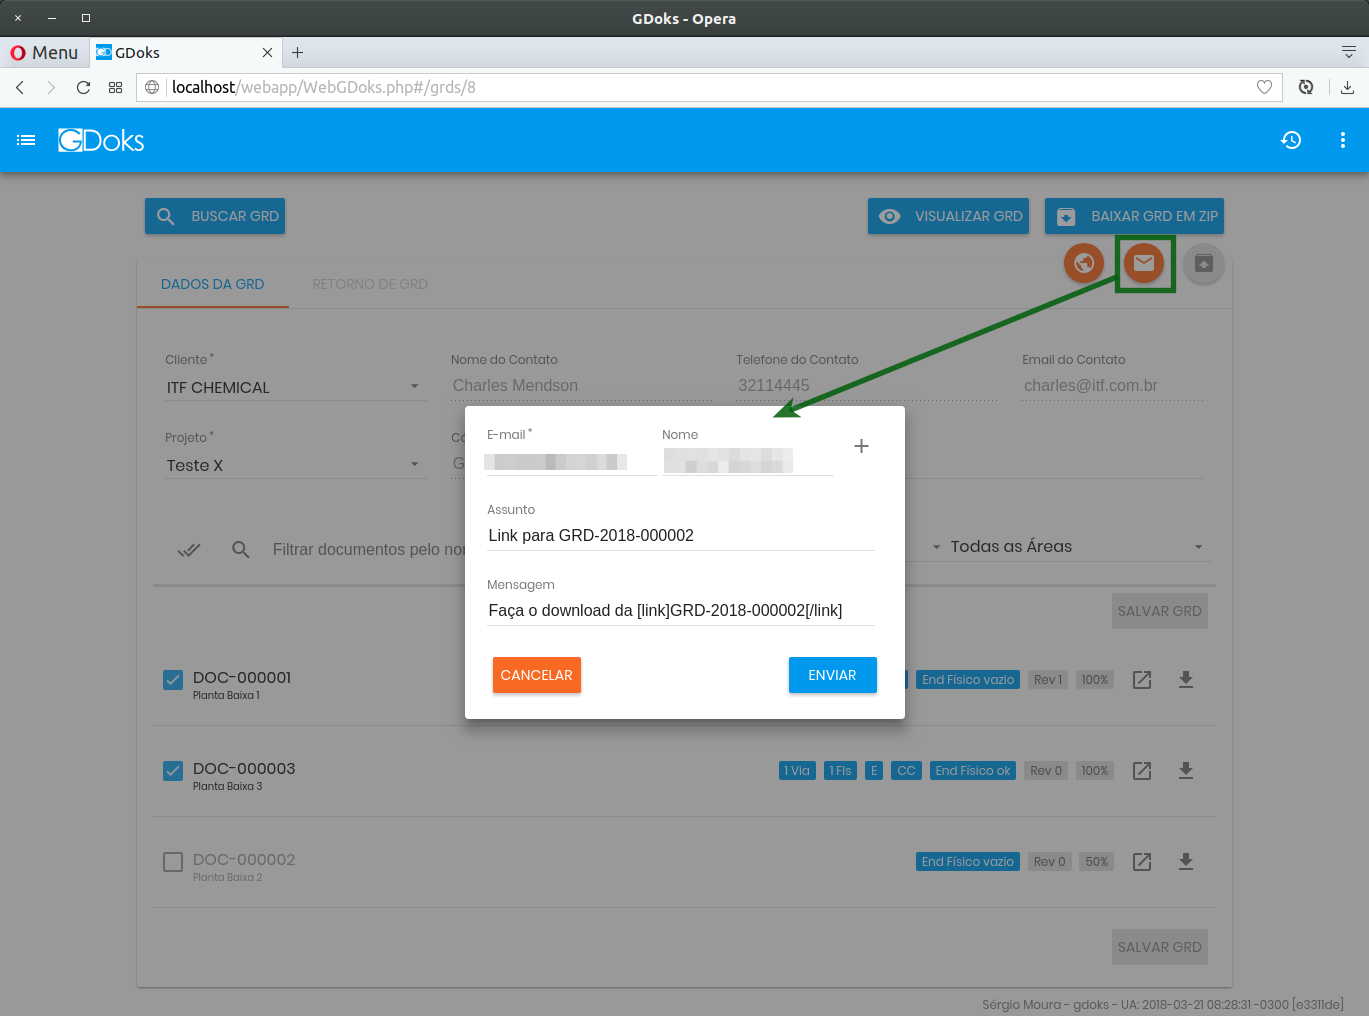 GDoks - Opera
Menu
GDoks
localhost/webapp/WebGDoks.php#/grds/8
GDoks
BUSCAR GRD
VISUALIZAR GRD
BAIXAR GRD EM ZIP
DADOS DA GRD
RETORNO DE GRD
Cliente *
Nome do Contato
Telefone do Contato
Email do Contato
ITF CHEMICAL
Charles Mendson
32114445
charles@itf.com.br
Projeto *
Teste X
E-mail *
Nome
Assunto
Link para GRD-2018-000002
Filtrar documentos pelo
Todas as Áreas
Mensagem
Faça o download da [link]GRD-2018-000002[/link]
SALVAR GRD
CANCELAR
ENVIAR
DOC-000001
Planta Baixa 1
End Físico vazio
Rev 1
100%
DOC-000003
Planta Baixa 3
1 Via
1 Fls
E
CC
End Físico ok
Rev 0
100%
DOC-000002
Planta Baixa 2
End Físico vazio
Rev 0
50%
SALVAR GRD
Sérgio Moura - gdoks - UA: 2018-03-21 08:28:31 -0300 [e3311de]